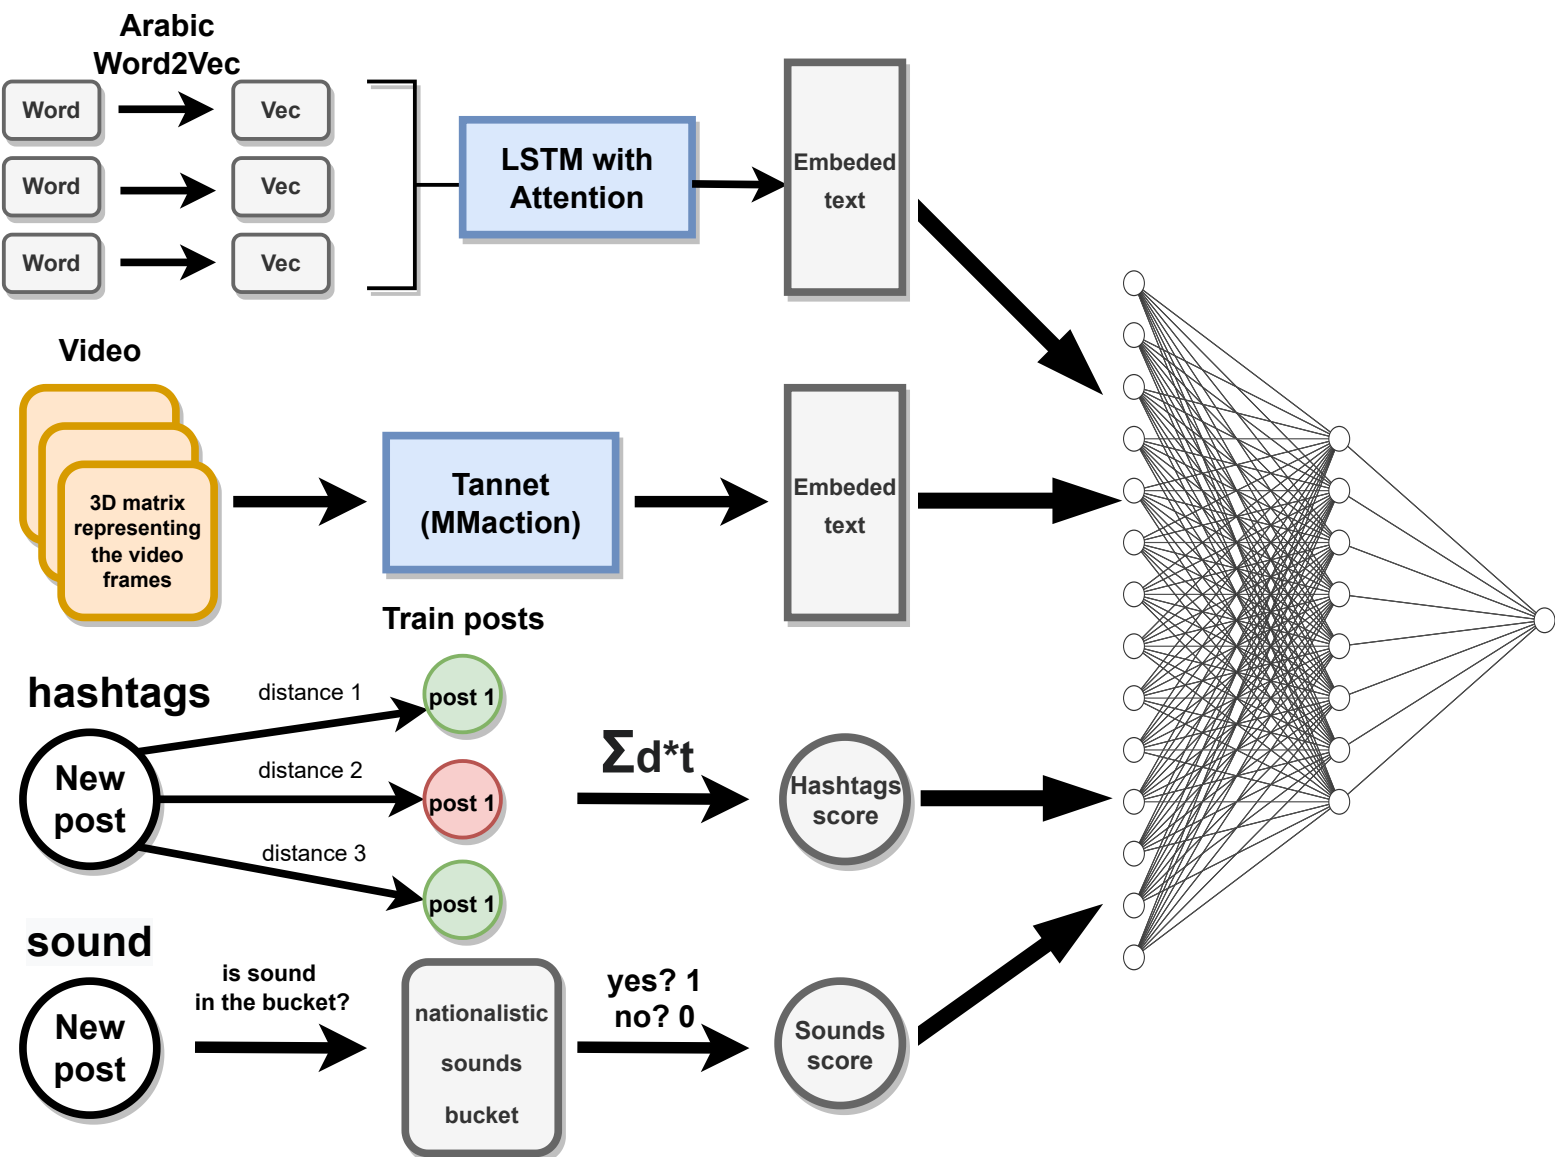 Arabic
Word2Vec
Word
Vec
Word
Vec
Word
Vec
LSTM with
Attention
Embeded
text
Video
3D matrix
representing
the video
frames
Tannet
(MMaction)
Embeded
text
Train posts
hashtags
New
post
distance 1
distance 2
distance 3
post 1
post 1
post 1
Σd*t
Hashtags
score
sound
New
post
is sound
in the bucket?
nationalistic
sounds
bucket
yes? 1
no? 0
Sounds
score